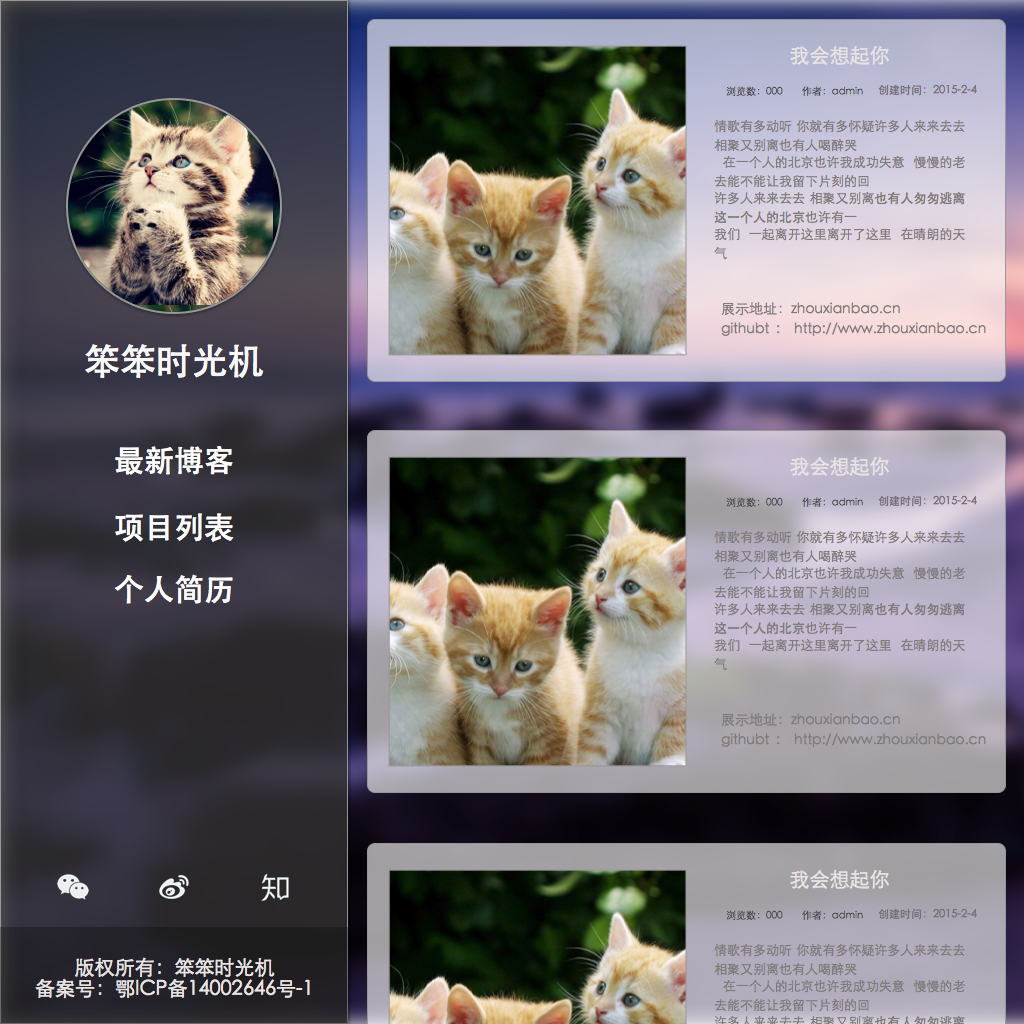 笨笨时光机
最新博客
项目列表
个人简历
知
版权所有：笨笨时光机
备案号：鄂ICP备14002646号-1
我会想起你
浏览数：000 作者：admin 创建时间：2015-2-4
情歌有多动听 你就有多怀疑许多人来来去去
相聚又别离也有人喝醉哭
在一个人的北京也许我成功失意 慢慢的老
去能不能让我留下片刻的回
许多人来来去去 相聚又别离也有人匆匆逃离
这一个人的北京也许有一
我们 一起离开这里离开了这里 在晴朗的天
气
展示地址：zhouxianbao.cn
githubt ： http://www.zhouxianbao.cn
我会想起你
浏览数：000 作者：admin 创建时间：2015-2-4
情歌有多动听 你就有多怀疑许多人来来去去
相聚又别离也有人喝醉哭
在一个人的北京也许我成功失意 慢慢的老
去能不能让我留下片刻的回
许多人来来去去 相聚又别离也有人匆匆逃离
这一个人的北京也许有一
我们 一起离开这里离开了这里 在晴朗的天
气
展示地址：zhouxianbao.cn
githubt ： http://www.zhouxianbao.cn
我会想起你
浏览数：000 作者：admin 创建时间：2015-2-4
情歌有多动听 你就有多怀疑许多人来来去去
相聚又别离也有人喝醉哭
在一个人的北京也许我成功失意 慢慢的老
去能不能让我留下片刻的回
许多人来来去去 相聚又别离也有人匆匆逃离